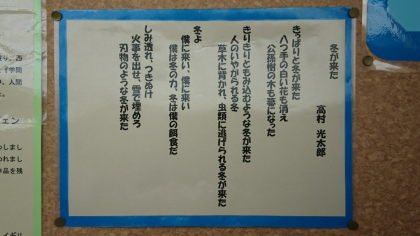 冬が来た
高村 光太郎
きっぱりと冬が来た
八つ手の白い花も消え
公孫樹の木も箒になった
きりきりともみ込むような冬が来た
人のいやがられる冬
草木に背かれ、虫類に逃げられる冬が来た
冬よ
僕に来い、僕に来い
僕は冬の力、冬は僕の餌食だ
しみ透れ、つきぬけ
火事を出せ、雪で埋めろ
刃物のような冬が来た